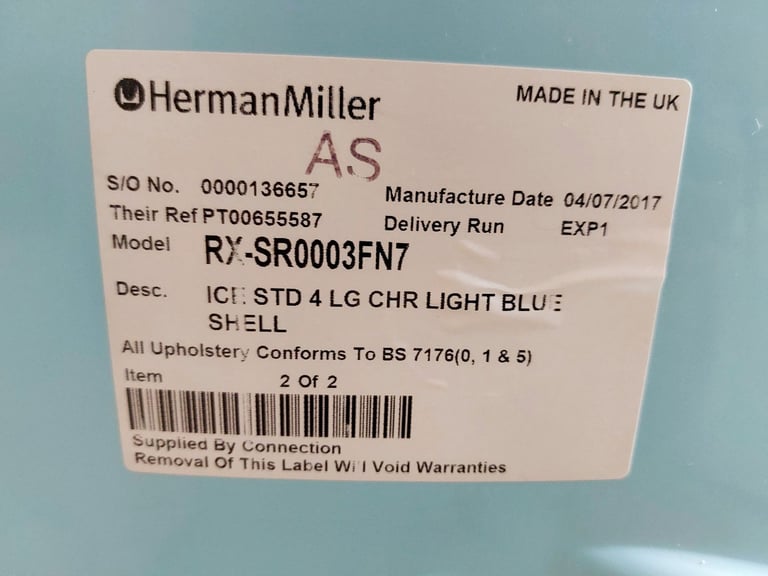 HermanMiller
MADE IN THE UK
AS
S/O No. 0000136657
Manufacture Date 04/07/2017
Their Ref PT00655587
Delivery Run EXP1
Model RX-SR0003FN7
Desc. STD 4 LG CHR LIGHT BLUE
SHELL
All Upholstery Conforms To BS 7176(0, 1 & 5)
Item 2 Of 2
Supplied By Connection
Removal Of This Label Will Void Warranties